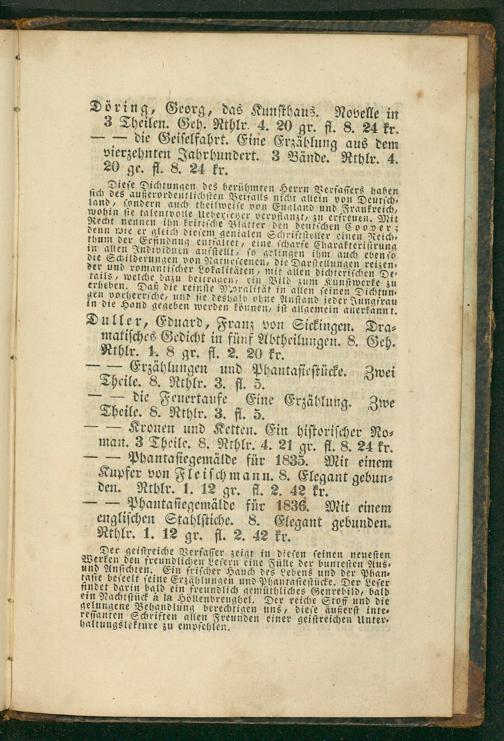 Döring, Georg, das Kunsthaus. Novelle in
3 Theilen. Geh. Rthlr. 4. 20 gr. fl. 8. 24 kr.
— — die Geiselfahrt. Eine Erzählung aus dem
vierzehnten Jahrhundert. 3 Bände. Rthlr. 4.
20 ge. fl. 8. 24 kr.
Diese Dichtungen des berühmten Herrn Verfassers haben
sich des außerordentlichsten Beifalls nicht allein von Deutsch-
land, sondern auch theilweise von England und Frankreich,
wohin sie talentvolle Uebersetzer verpflanzt, zu erfreuen. Mit
Recht nennen ihn kritische Blätter den deutschen Cooper;
denn wie er gleich diesem genialen Schriftsteller einen Reich-
thum der Erfindung entfaltet, eine scharfe Charakterisirung
in allen Individuen aufstellt, so gelingen ihm auch ebenso
die Schilderungen von Naturscenen, die Darstellungen reizen-
der und romantischer Lokalitäten, mit allen dichterischen De-
tails, welche dazu beitragen, ein Bild zum Kunstwerke zu
erheben. Daß die reinste Moralität in allen seinen Dichtun-
gen vorherrsche, und sie deshalb ohne Anstand jeder Jungfrau
in die Hand gegeben werden können, ist allgemein anerkannt.
Duller, Eduard, Franz von Sickingen. Dra-
matisches Gedicht in fünf Abtheilungen. 8. Geh.
Rthlr. 1. 8 gr. fl. 2. 20 kr.
— — Erzählungen und Phantasiestücke. Zwei
Theile. 8. Rthlr. 3. fl. 5.
— — die Feuertaufe Eine Erzählung. Zwe
Theile. 8. Rthlr. 3. fl. 5.
— — Kronen und Ketten. Ein historischer Ro-
man. 3 Theile. 8. Rthlr. 4. 21 gr. fl. 8. 24 kr.
— — Phantasiegemälde für 1835. Mit einem
Kupfer von Fleischmann. 8. Elegant gebun-
den. Rthlr. 1. 12 gr. fl. 2. 42 kr.
— — Phantasiegemälde für 1836. Mit einem
englischen Stahlstiche. 8. Elegant gebunden.
Rthlr. 1. 12 gr. fl. 2. 42 kr.
Der geistreiche Verfasser zeigt in diesen seinen neuesten
Werken den freundlichen Lesern eine Fülle der buntesten Aus-
und Ansichten. Ein frischer Hauch des Lebens und der Phan-
tasie beseelt seine Erzählungen und Phantasiestücke. Der Leser
findet darin bald ein freundlich gemüthliches Genrebild, bald
ein Nachtstück à la Höllenbreughel. Der reiche Stoff und die
gelungene Behandlung berechtigen uns, diese äußerst inte-
ressanten Schriften allen Freunden einer geistreichen Unter-
haltungslekture zu empfehlen.